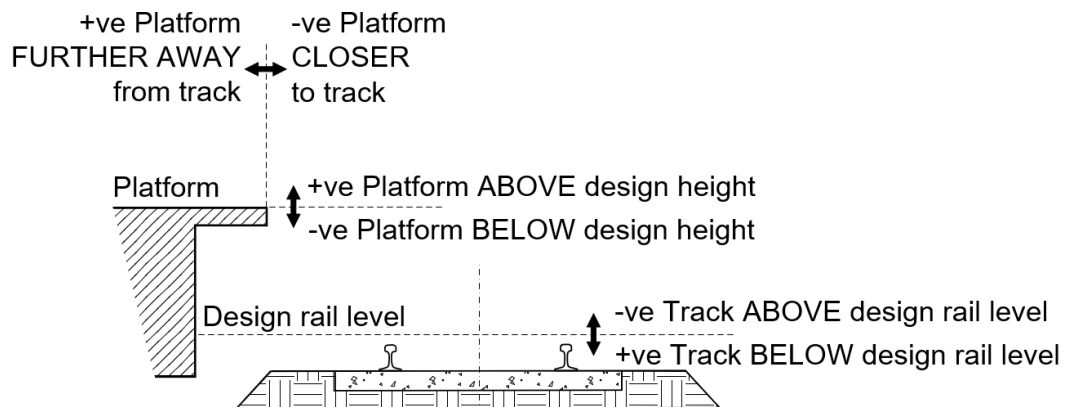 +ve Platform
FURTHER AWAY
from track
-ve Platform
CLOSER
to track
Platform
+ve Platform ABOVE design height
-ve Platform BELOW design height
Design rail level
-ve Track ABOVE design rail level
+ve Track BELOW design rail level